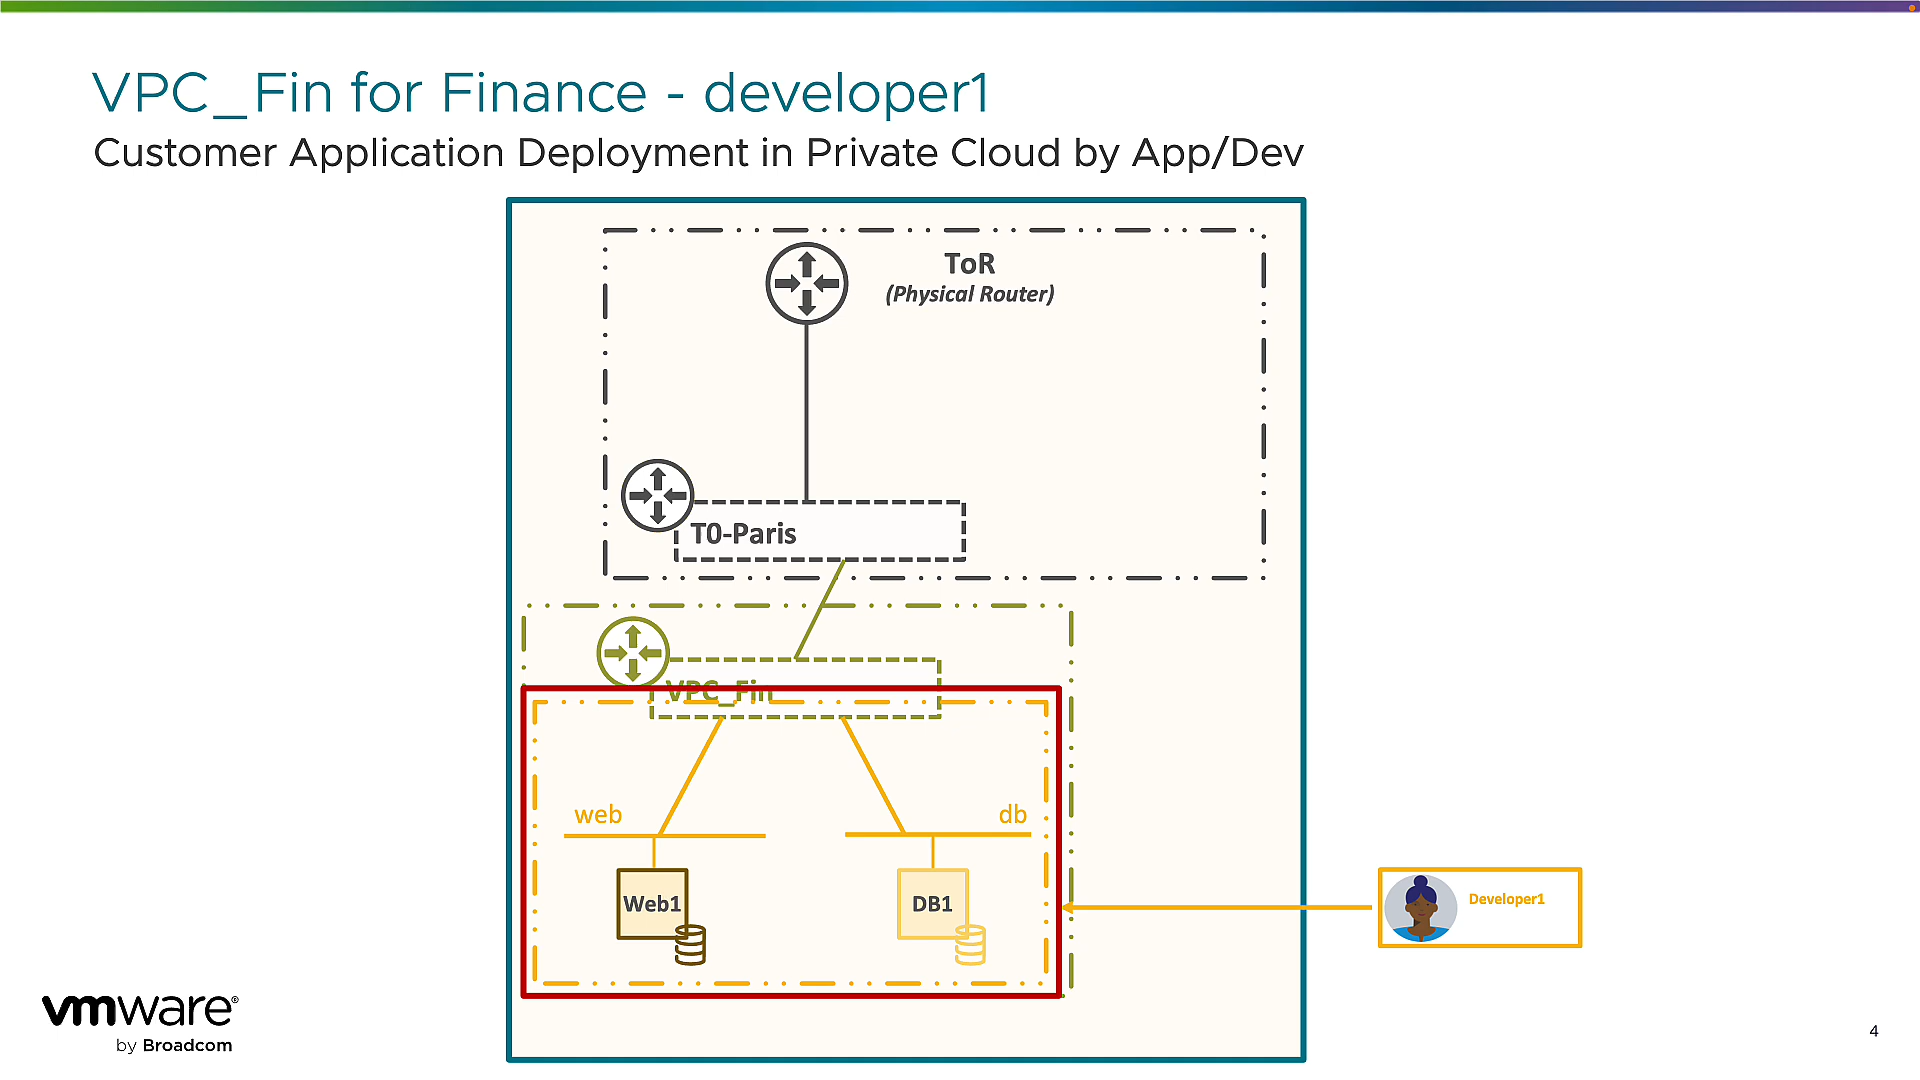 VPC_Fin for Finance - developer1
Customer Application Deployment in Private Cloud by App/Dev
ToR
(Physical Router)
T0-Paris
VPC_Fin
web
db
Web1
DB1
Developer1
vmware®
by Broadcom
4